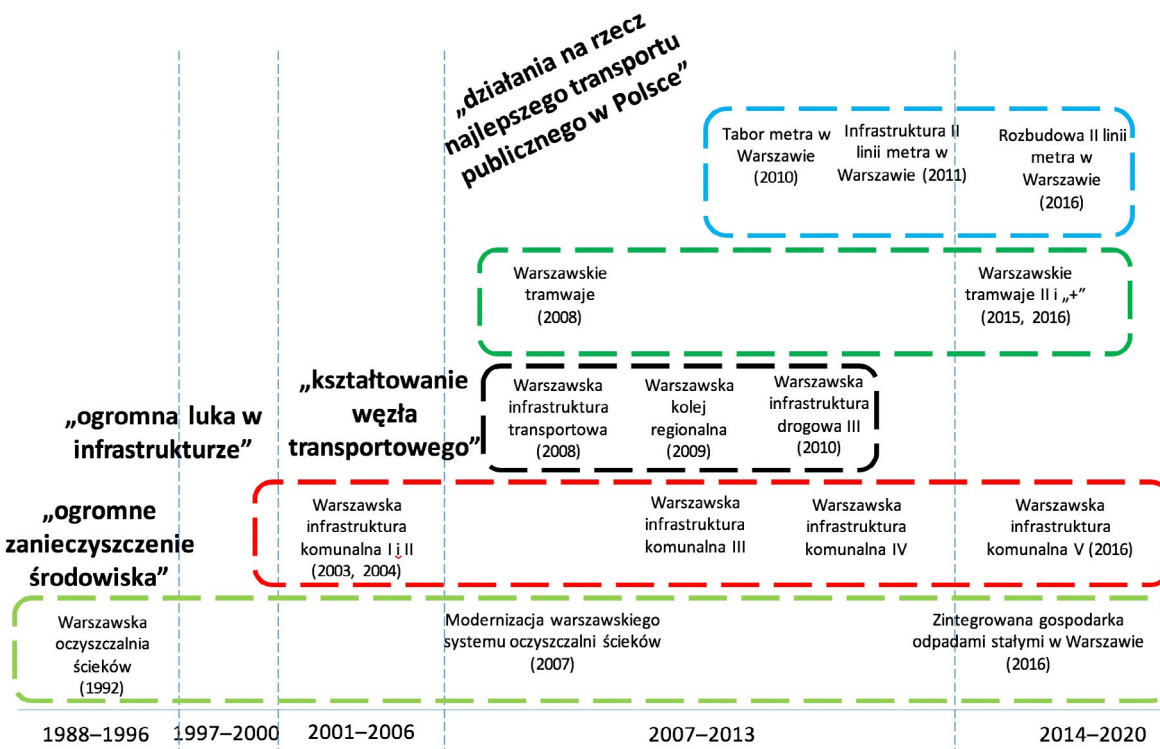 „działania na rzecz
najlepszego transportu
publicznego w Polsce”
Tabor metra w
Warszawie
(2010)
Infrastruktura II
linii metra w
Warszawie (2011)
Rozbudowa II linii
metra w
Warszawie
(2016)
Warszawskie
tramwaje
(2008)
Warszawskie
tramwaje II i „+”
(2015, 2016)
„kształtowanie
węzła
transportowego”
Warszawska
infrastruktura
transportowa
(2008)
Warszawska
kolej
regionalna
(2009)
Warszawska
infrastruktura
drogowa III
(2010)
„ogromna luka w
infrastrukturze”
„ogromne
zanieczyszczenie
środowiska”
Warszawska
infrastruktura
komunalna I i II
(2003, 2004)
Warszawska
infrastruktura
komunalna III
Warszawska
infrastruktura
komunalna IV
Warszawska
infrastruktura
komunalna V (2016)
Warszawska
oczyszczalnia
ścieków
(1992)
Modernizacja warszawskiego
systemu oczyszczalni ścieków
(2007)
Zintegrowana gospodarka
odpadami stałymi w Warszawie
(2016)
1988–1996
1997–2000
2001–2006
2007–2013
2014–2020